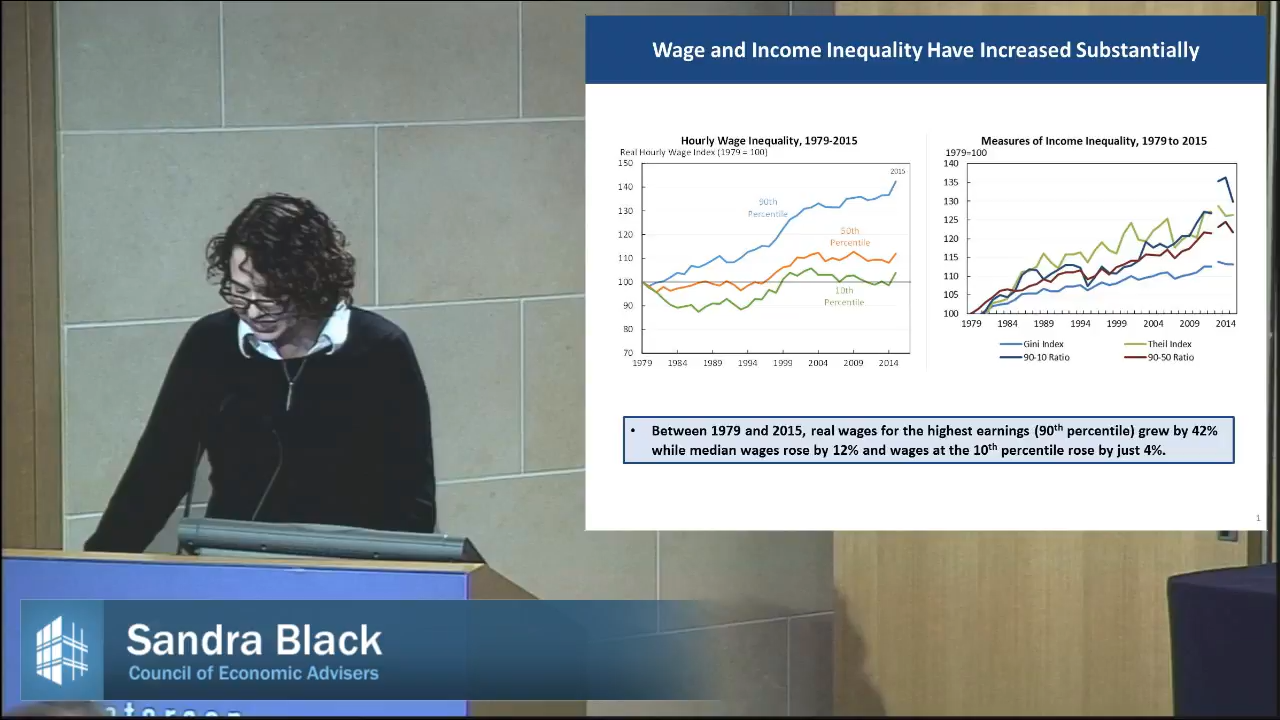 Wage and Income Inequality Have Increased Substantially
Hourly Wage Inequality, 1979-2015
Real Hourly Wage Index (1979 = 100)
150
140
130
120
110
100
90
80
70
2015
90th
Percentile
50th
Percentile
10th
Percentile
1979 1984 1989 1994 1999 2004 2009 2014
Measures of Income Inequality, 1979 to 2015
1979=100
140
135
130
125
120
115
110
105
100
1979 1984 1989 1994 1999 2004 2009 2014
Gini Index Theil Index
90-10 Ratio 90-50 Ratio
• Between 1979 and 2015, real wages for the highest earnings (90th percentile) grew by 42%
while median wages rose by 12% and wages at the 10th percentile rose by just 4%.
1
Sandra Black
Council of Economic Advisers